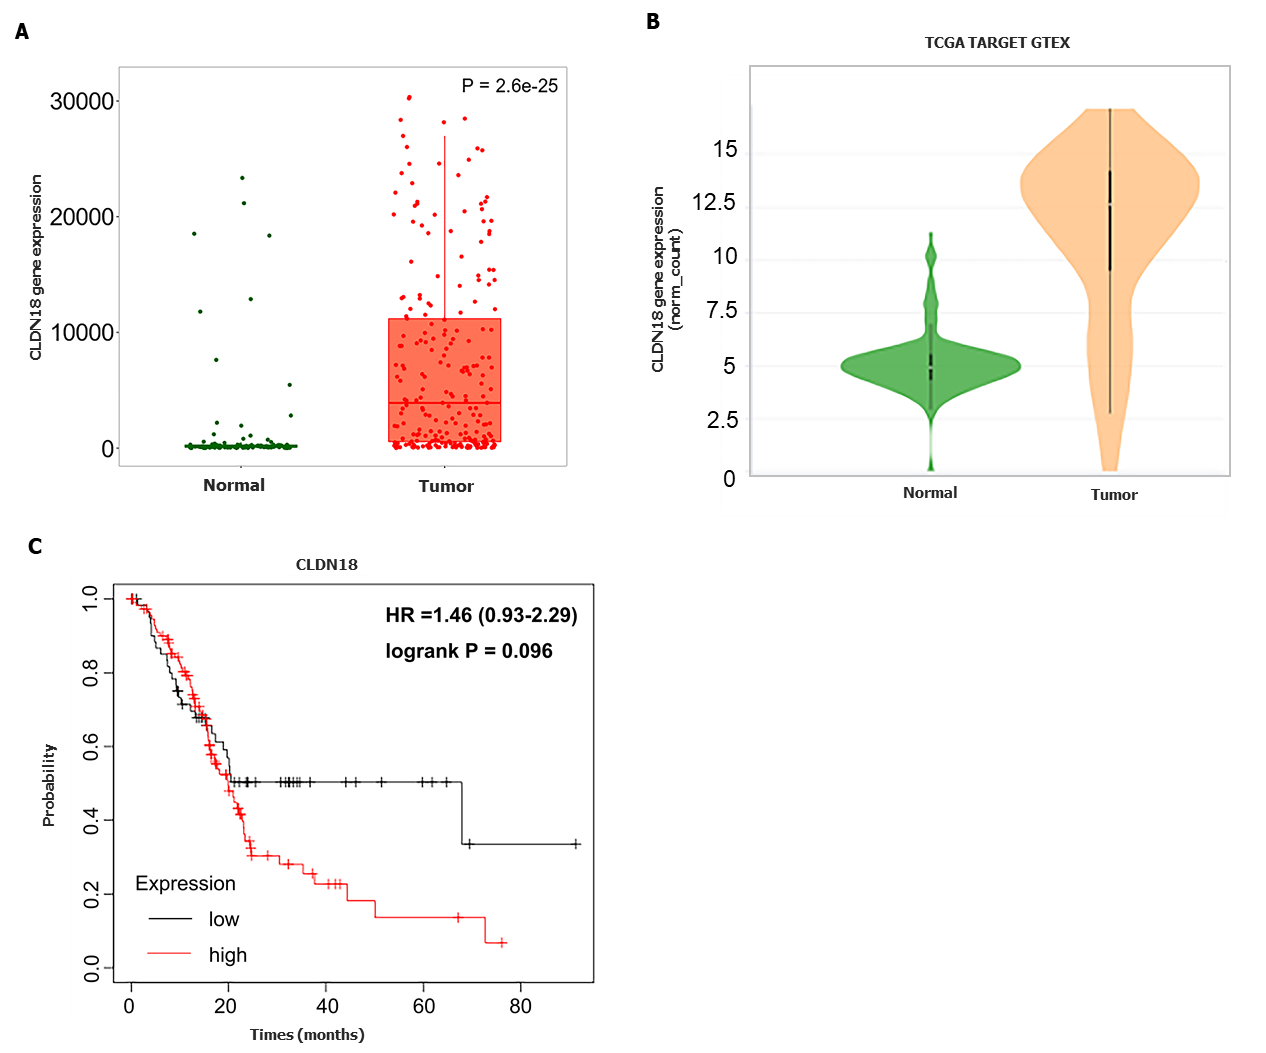 A
P = 2.6e-25
CLDN18 gene expression
30000
20000
10000
0
Normal
Tumor
B
TCGA TARGET GTEX
CLDN18 gene expression
(norm_count)
15
12.5
10
7.5
5
2.5
0
Normal
Tumor
C
CLDN18
HR =1.46 (0.93-2.29)
logrank P = 0.096
Probability
1.0
0.8
0.6
0.4
0.2
0.0
Expression
low
high
0
20
40
60
80
Times (months)